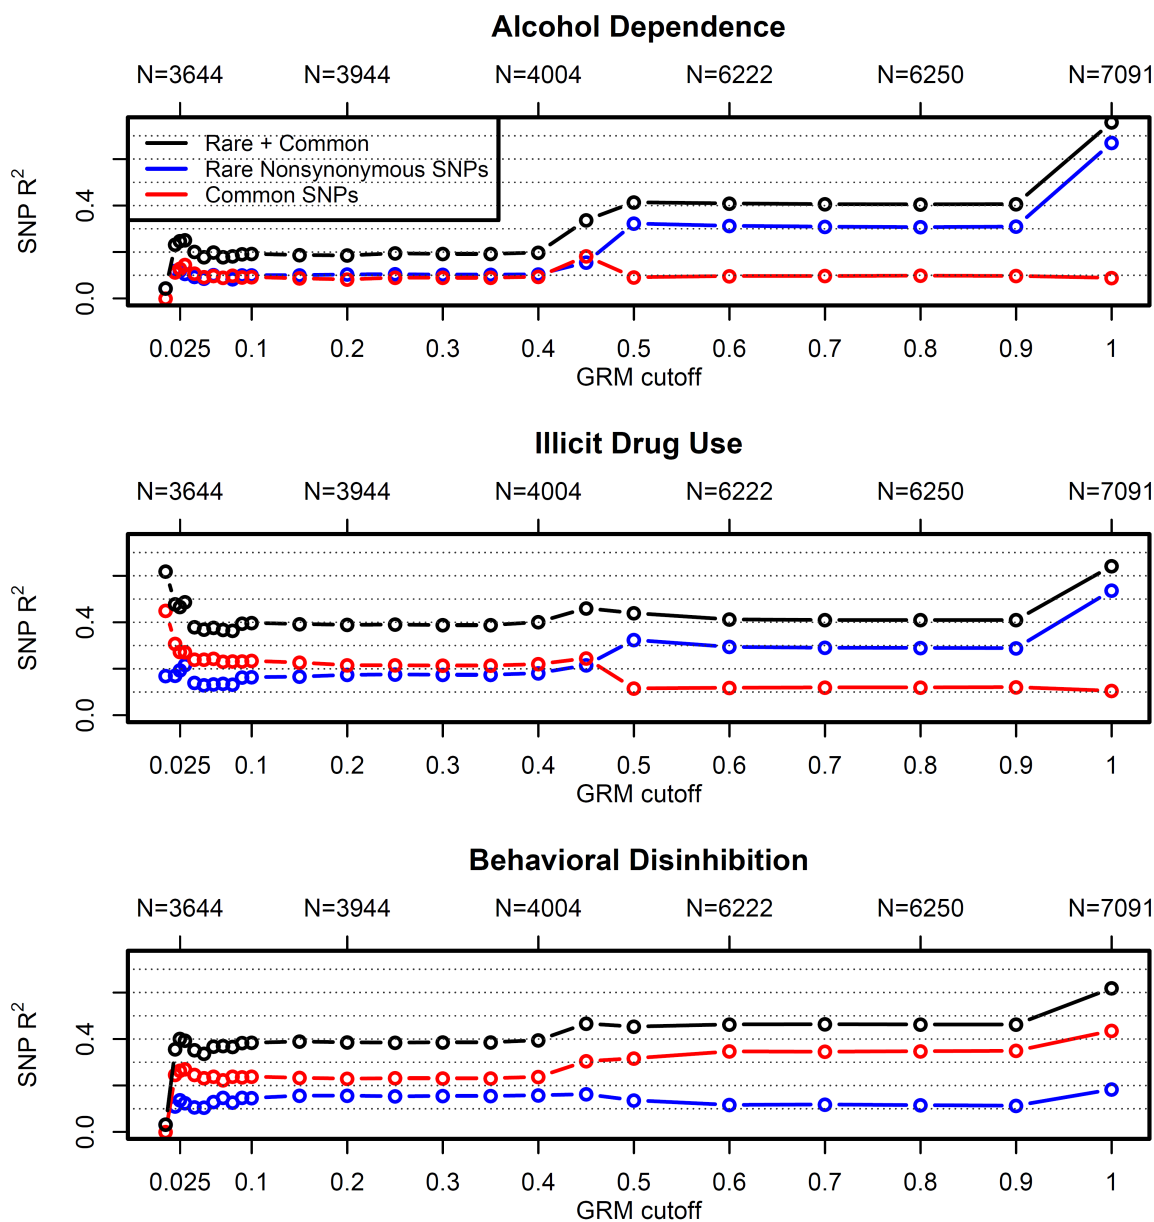 Alcohol Dependence
N=3644 N=3944 N=4004 N=6222 N=6250 N=7091
Rare + Common
Rare Nonsynonymous SNPs
Common SNPs
SNP R²
0.4
0.0
0.025 0.1 0.2 0.3 0.4 0.5 0.6 0.7 0.8 0.9 1
GRM cutoff
Illicit Drug Use
N=3644 N=3944 N=4004 N=6222 N=6250 N=7091
SNP R²
0.4
0.0
0.025 0.1 0.2 0.3 0.4 0.5 0.6 0.7 0.8 0.9 1
GRM cutoff
Behavioral Disinhibition
N=3644 N=3944 N=4004 N=6222 N=6250 N=7091
SNP R²
0.4
0.0
0.025 0.1 0.2 0.3 0.4 0.5 0.6 0.7 0.8 0.9 1
GRM cutoff